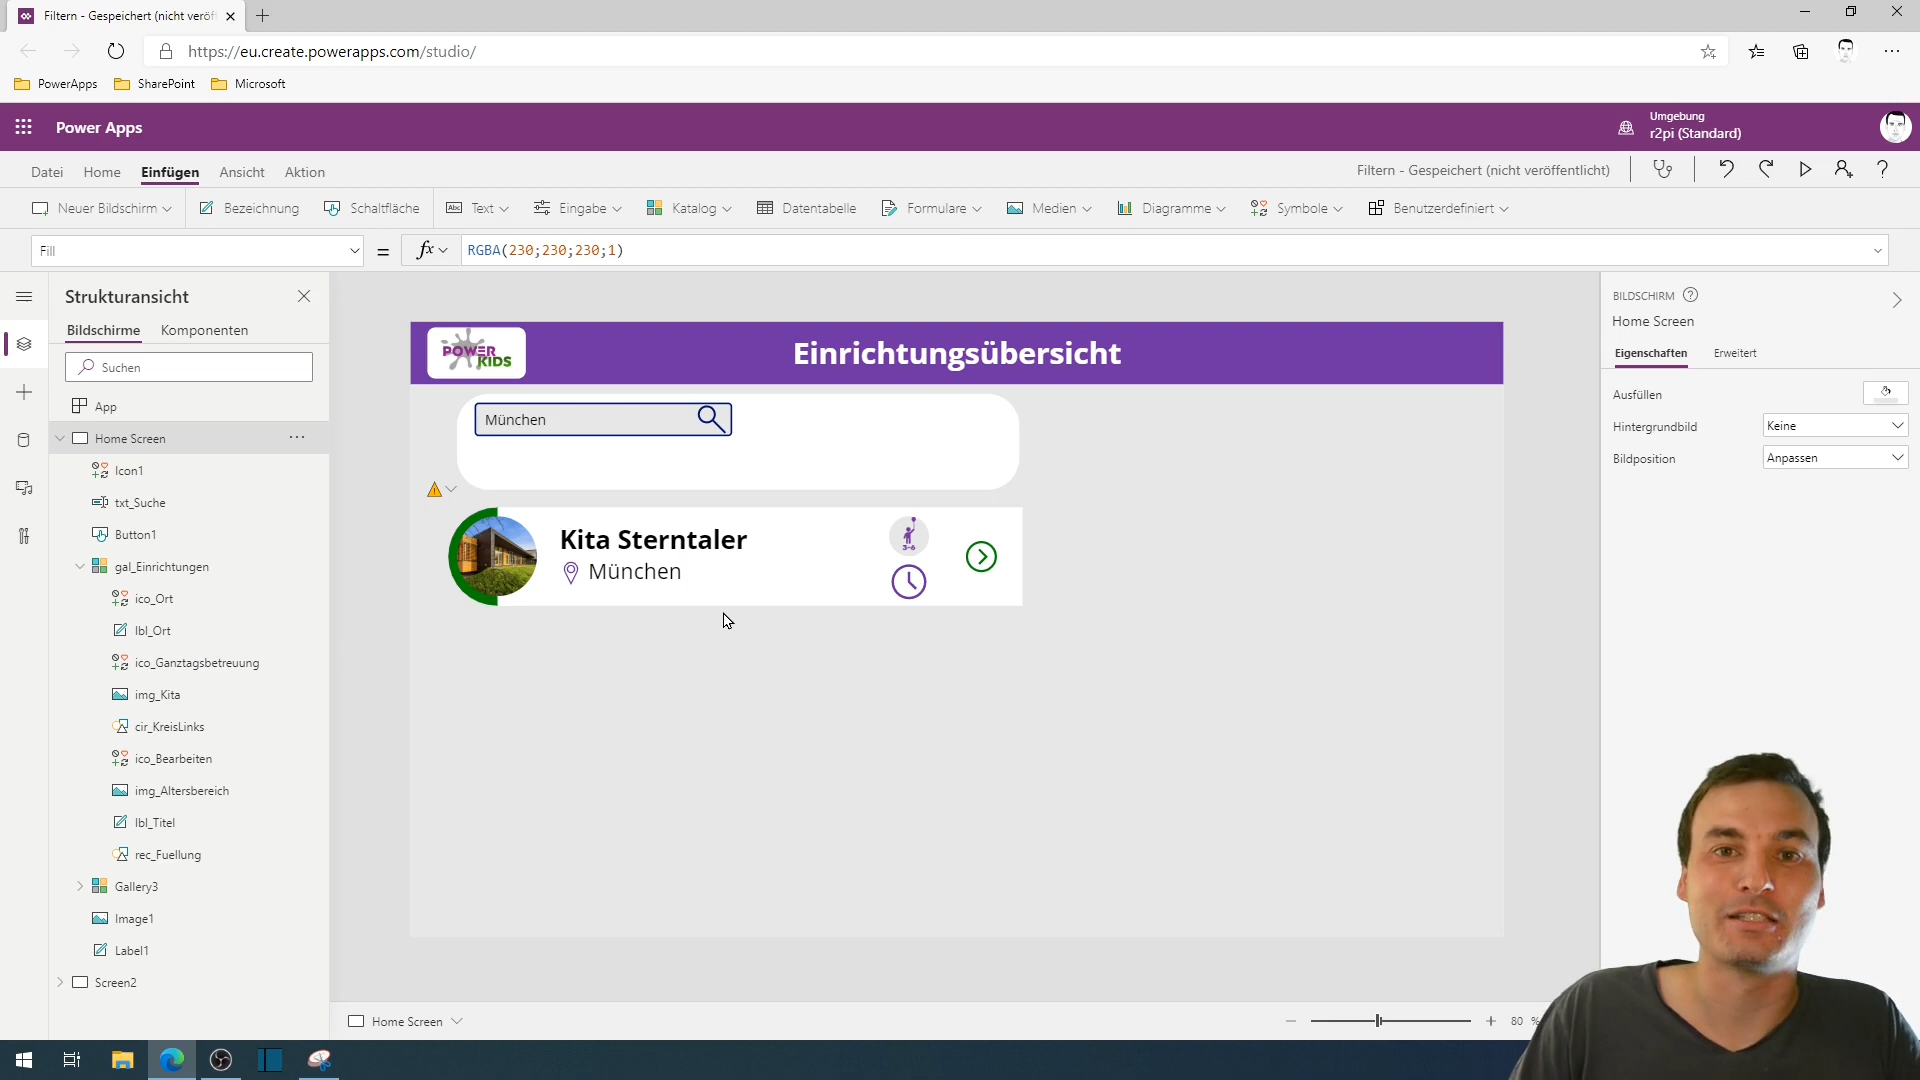 Filtern - Gespeichert (nicht veröf
https://eu.create.powerapps.com/studio/
PowerApps SharePoint Microsoft
Power Apps
Umgebung
r2pi (Standard)
Datei Home Einfügen Ansicht Aktion
Filtern - Gespeichert (nicht veröffentlicht)
Neuer Bildschirm Bezeichnung Schaltfläche Text Eingabe Katalog Datentabelle Formulare Medien Diagramme Symbole Benutzerdefiniert
Fill = fx RGBA(230;230;230;1)
Strukturansicht
Bildschirme Komponenten
Suchen
App
Home Screen
Icon1
txt_Suche
Button1
gal_Einrichtungen
ico_Ort
lbl_Ort
ico_Ganztagsbetreuung
img_Kita
cir_KreisLinks
ico_Bearbeiten
img_Altersbereich
lbl_Titel
rec_Fuellung
Gallery3
Image1
Label1
Screen2
POWER
KIDS
Einrichtungsübersicht
München
Kita Sterntaler
München
3-6
BILDSCHIRM
Home Screen
Eigenschaften Erweitert
Ausfüllen
Hintergrundbild Keine
Bildposition Anpassen
Home Screen
80 %